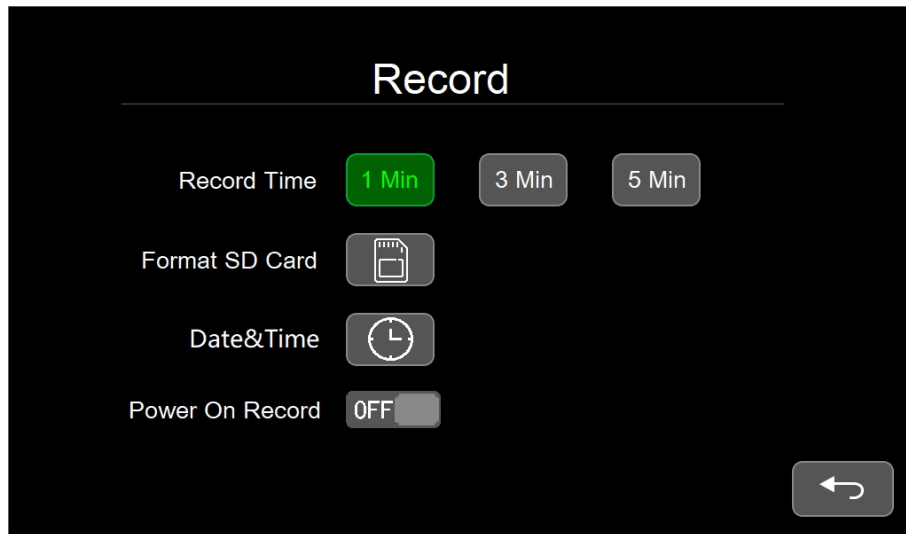 Record
Record Time 1 Min 3 Min 5 Min
Format SD Card
Date&Time
Power On Record OFF